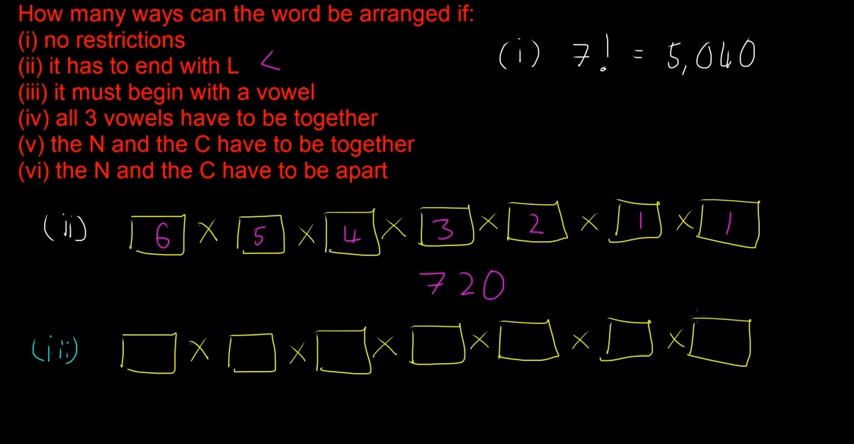 How many ways can the word be arranged if:
(i) no restrictions
(ii) it has to end with L <
(iii) it must begin with a vowel
(iv) all 3 vowels have to be together
(v) the N and the C have to be together
(vi) the N and the C have to be apart
(i) 7! = 5,040
(ii) 6 × 5 × 4 × 3 × 2 × 1 × 1
720
(iii) × × × × × ×